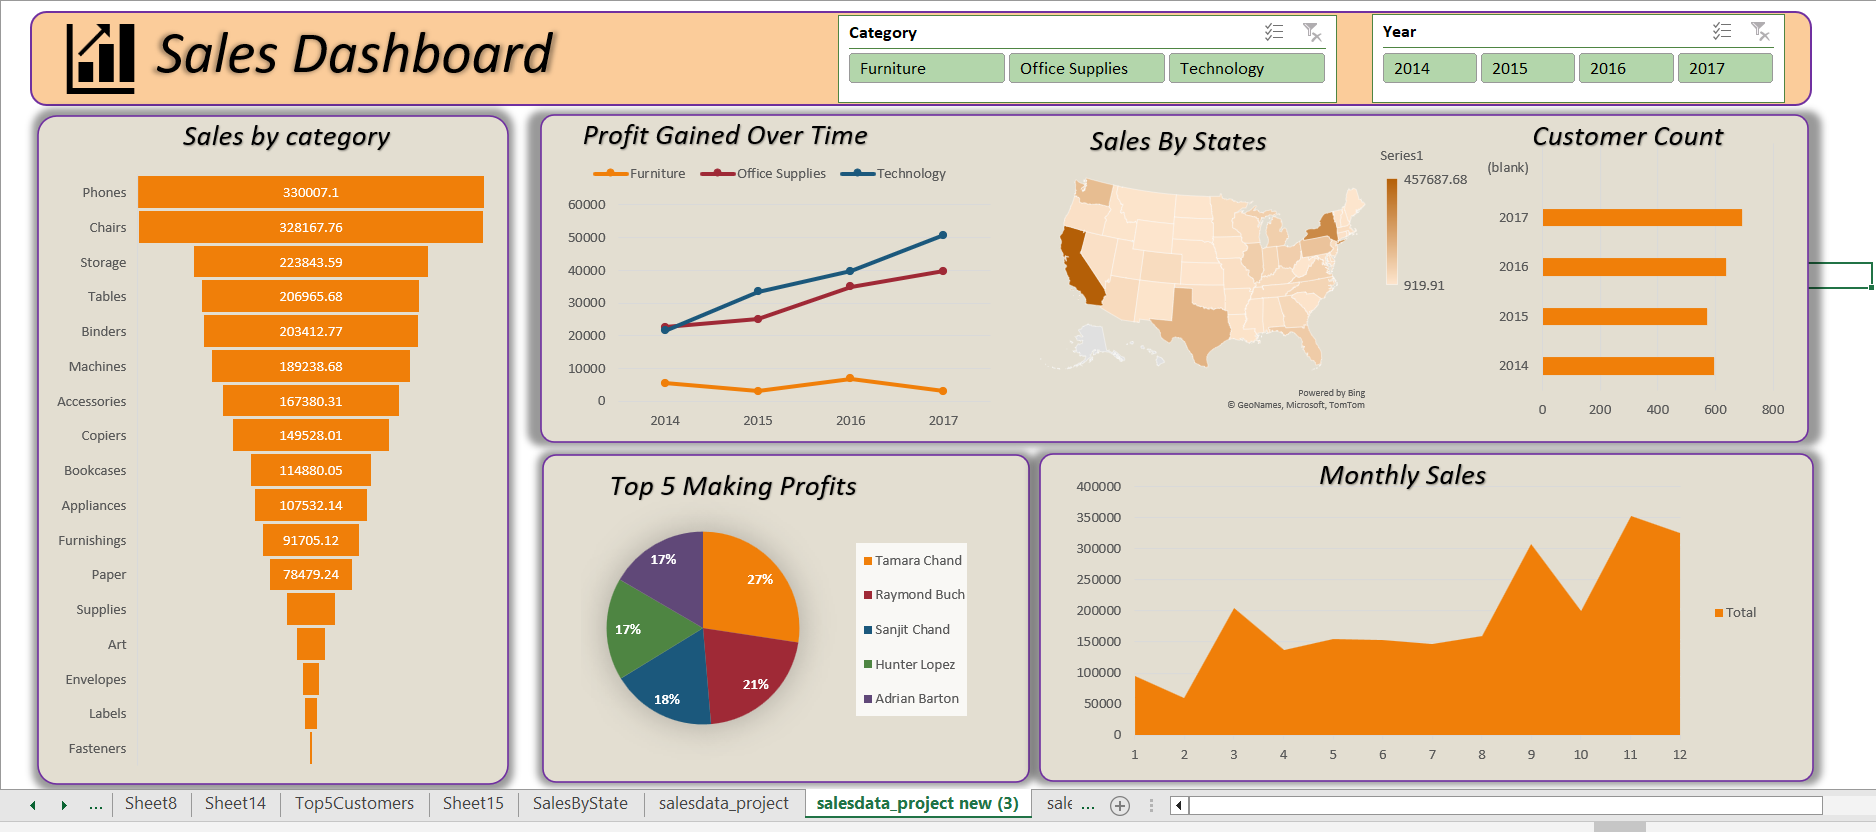 Sales Dashboard
Category
Furniture
Office Supplies
Technology
Year
2014
2015
2016
2017
Sales by category
Phones 330007.1
Chairs 328167.76
Storage 223843.59
Tables 206965.68
Binders 203412.77
Machines 189238.68
Accessories 167380.31
Copiers 149528.01
Bookcases 114880.05
Appliances 107532.14
Furnishings 91705.12
Paper 78479.24
Supplies
Art
Envelopes
Labels
Fasteners
Profit Gained Over Time
Furniture Office Supplies Technology
60000
50000
40000
30000
20000
10000
0
2014 2015 2016 2017
Sales By States
Series1
457687.68
919.91
Powered by Bing
© GeoNames, Microsoft, TomTom
Customer Count
(blank)
2017
2016
2015
2014
0 200 400 600 800
Top 5 Making Profits
27%
21%
18%
17%
17%
Tamara Chand
Raymond Buch
Sanjit Chand
Hunter Lopez
Adrian Barton
Monthly Sales
400000
350000
300000
250000
200000
150000
100000
50000
0
1 2 3 4 5 6 7 8 9 10 11 12
Total
... Sheet8 Sheet14 Top5Customers Sheet15 SalesByState salesdata_project salesdata_project new (3) sale ...